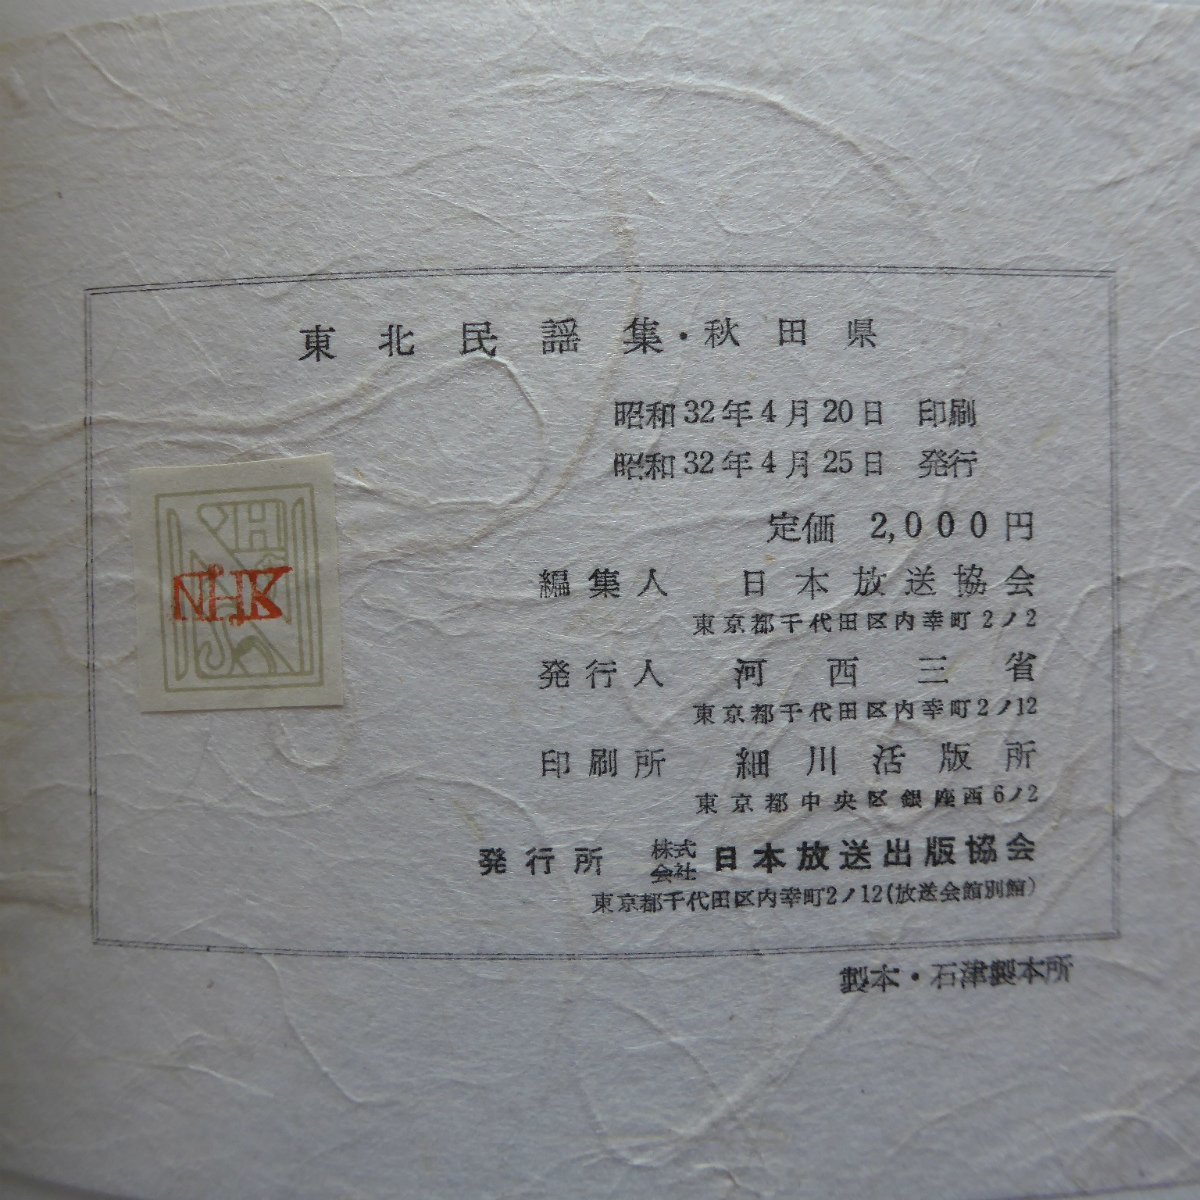 東北民謡集・秋田県
昭和32年4月20日 印刷
昭和32年4月25日 発行
定価 2,000円
編集人 日本放送協会
東京都千代田区内幸町2ノ2
発行人 河西三省
東京都千代田区内幸町2ノ12
印刷所 細川活版所
東京都中央区銀座西6ノ2
発行所 株式会社 日本放送出版協会
東京都千代田区内幸町2ノ12(放送会館別館)
製本・石津製本所
NHK